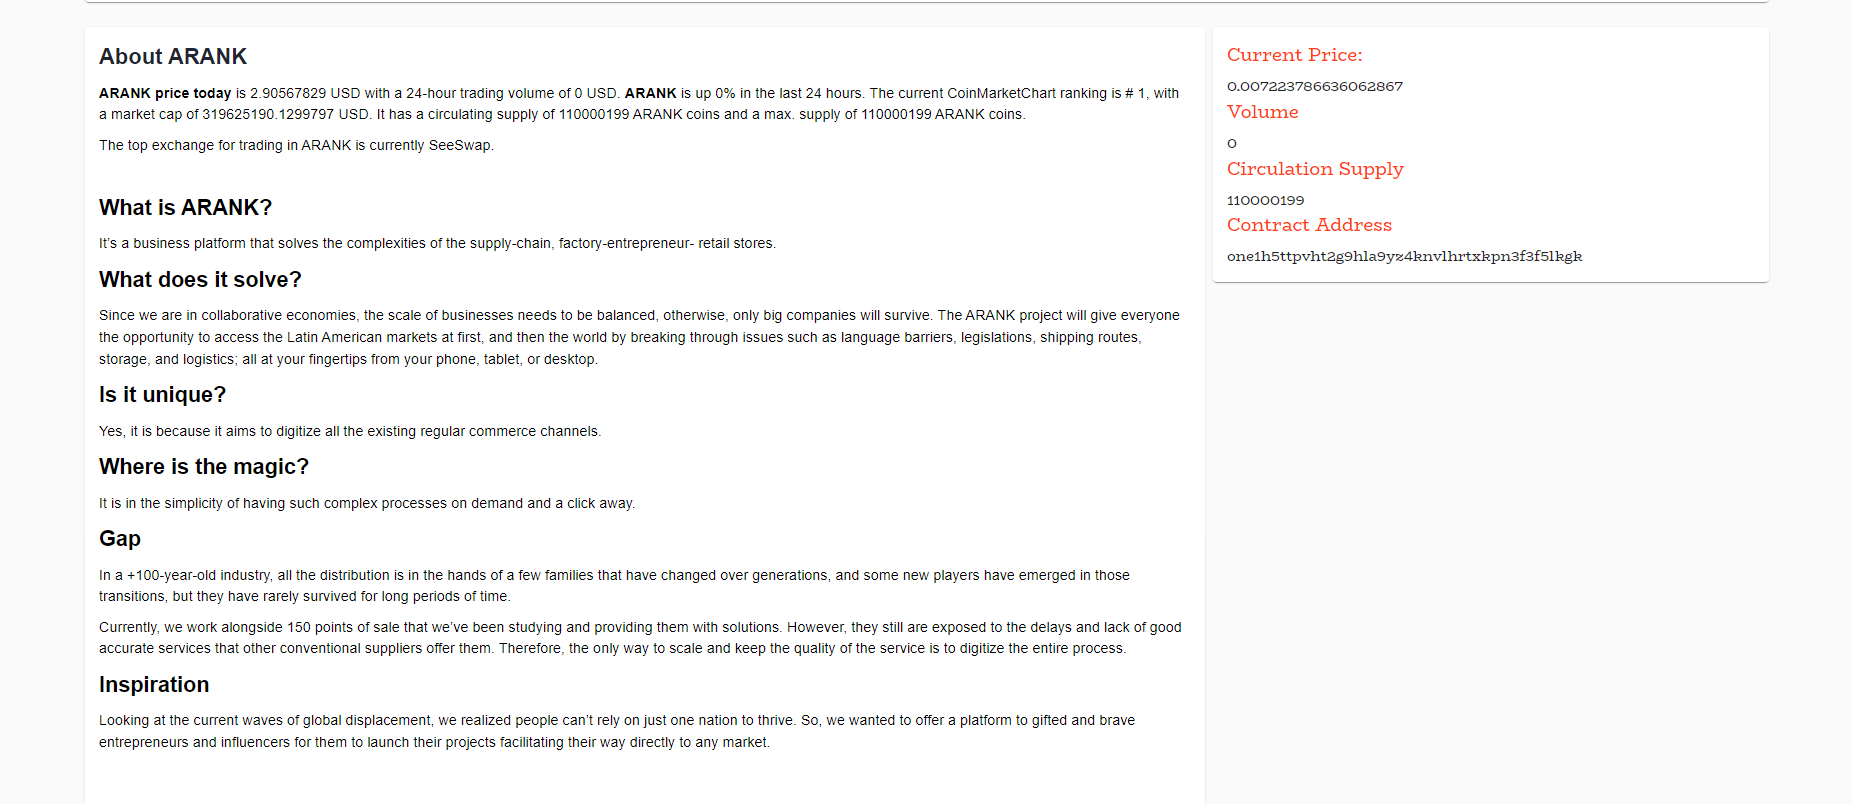 About ARANK
ARANK price today is 2.90567829 USD with a 24-hour trading volume of 0 USD. ARANK is up 0% in the last 24 hours. The current CoinMarketChart ranking is # 1, with
a market cap of 319625190.1299797 USD. It has a circulating supply of 110000199 ARANK coins and a max. supply of 110000199 ARANK coins.
The top exchange for trading in ARANK is currently SeeSwap.
What is ARANK?
It's a business platform that solves the complexities of the supply-chain, factory-entrepreneur- retail stores.
What does it solve?
Since we are in collaborative economies, the scale of businesses needs to be balanced, otherwise, only big companies will survive. The ARANK project will give everyone
the opportunity to access the Latin American markets at first, and then the world by breaking through issues such as language barriers, legislations, shipping routes,
storage, and logistics; all at your fingertips from your phone, tablet, or desktop.
Is it unique?
Yes, it is because it aims to digitize all the existing regular commerce channels.
Where is the magic?
It is in the simplicity of having such complex processes on demand and a click away.
Gap
In a +100-year-old industry, all the distribution is in the hands of a few families that have changed over generations, and some new players have emerged in those
transitions, but they have rarely survived for long periods of time.
Currently, we work alongside 150 points of sale that we've been studying and providing them with solutions. However, they still are exposed to the delays and lack of good
accurate services that other conventional suppliers offer them. Therefore, the only way to scale and keep the quality of the service is to digitize the entire process.
Inspiration
Looking at the current waves of global displacement, we realized people can't rely on just one nation to thrive. So, we wanted to offer a platform to gifted and brave
entrepreneurs and influencers for them to launch their projects facilitating their way directly to any market.
Current Price:
0.007223786636062867
Volume
0
Circulation Supply
110000199
Contract Address
one1h5ttpvht2g9hla9yz4knvlhrtxkpn3f3f5lkgk